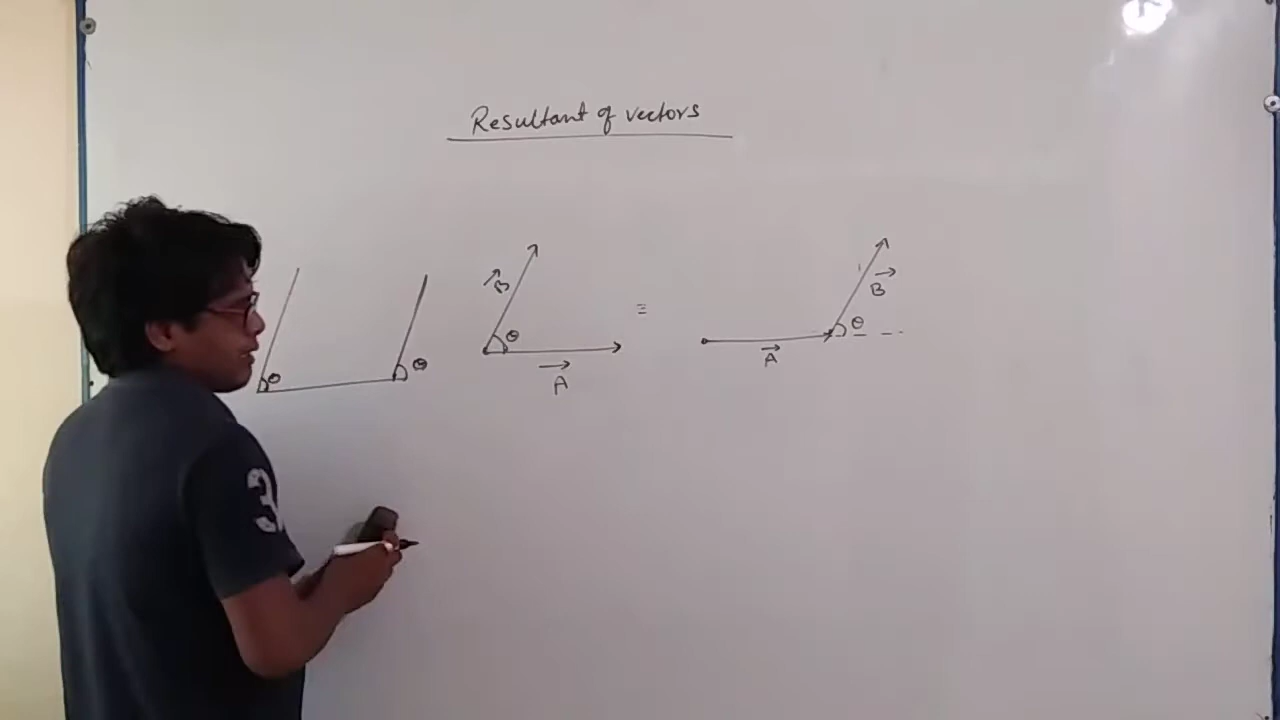 Resultant of vectors
θ θ
B θ A
≡
A B θ
3